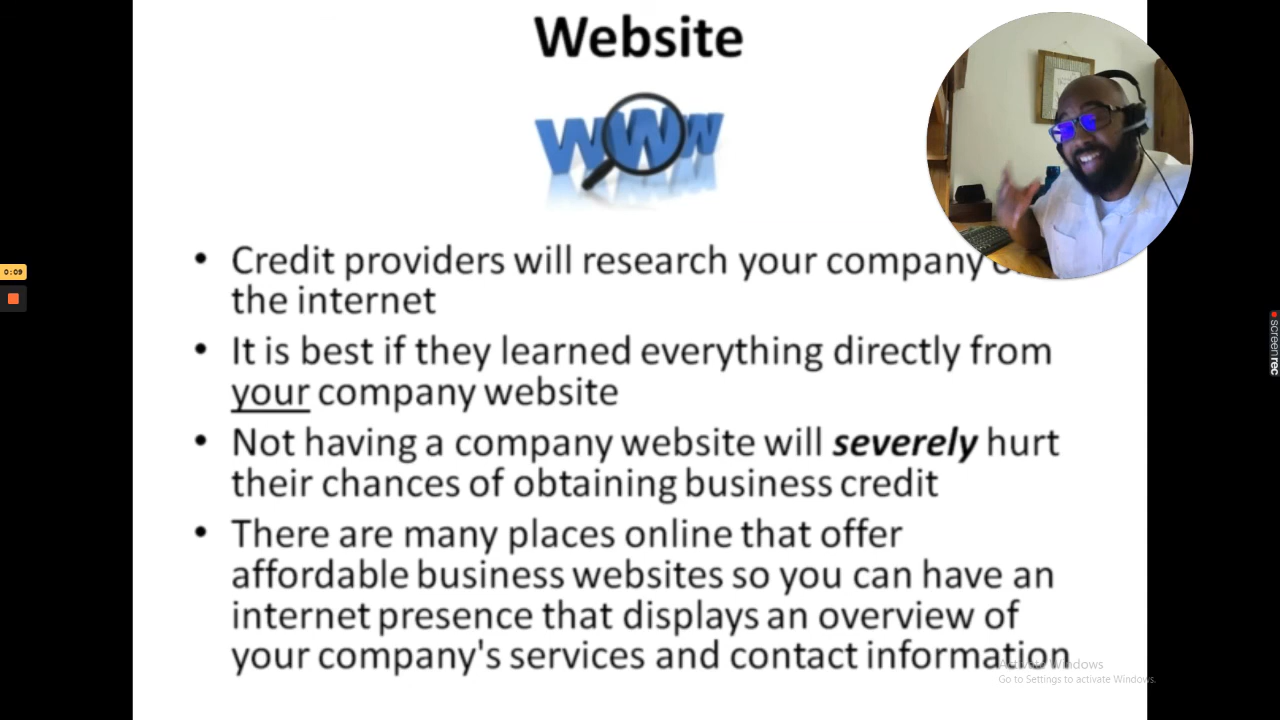 Website
www
• Credit providers will research your company
the internet
• It is best if they learned everything directly from
your company website
• Not having a company website will severely hurt
their chances of obtaining business credit
• There are many places online that offer
affordable business websites so you can have an
internet presence that displays an overview of
your company's services and contact information
0:09
screenrec
Activate Windows
Go to Settings to activate Windows.